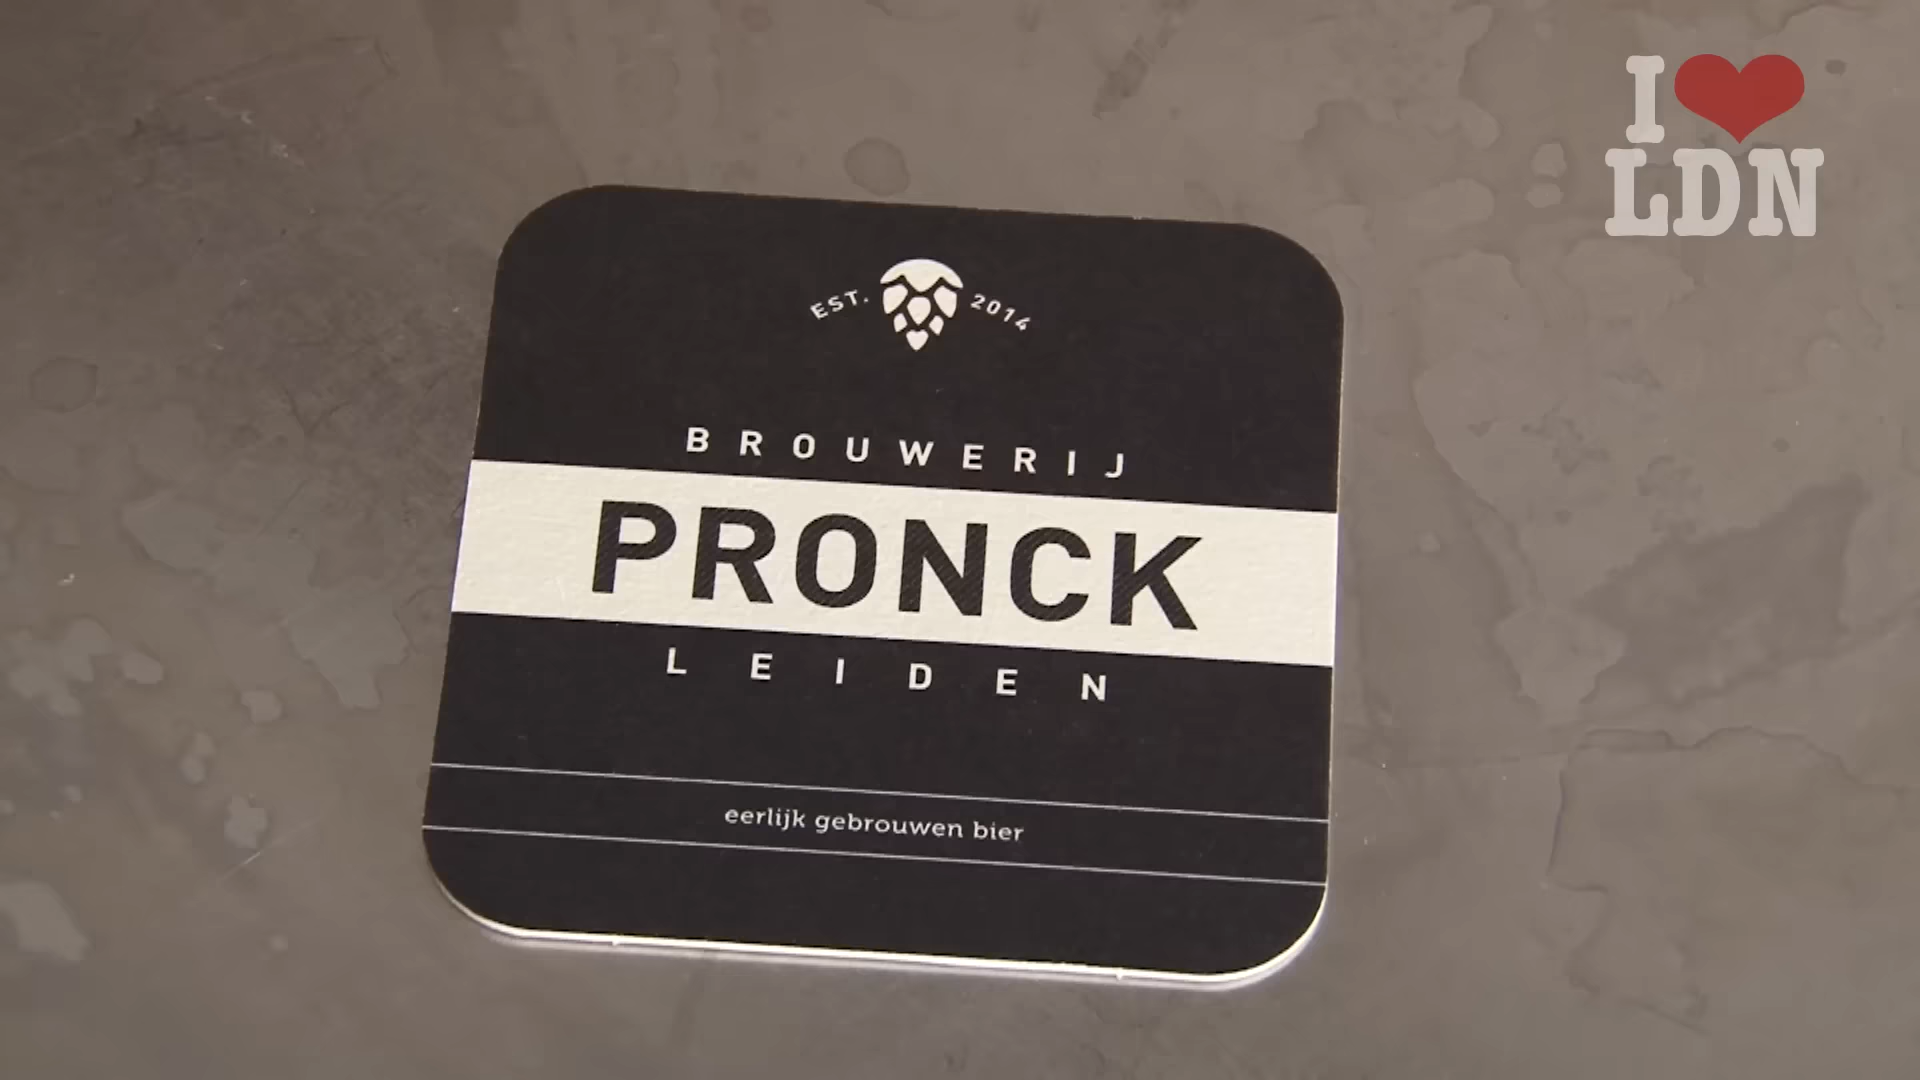 I
LDN
EST. 2014
BROUWERIJ
PRONCK
LEIDEN
eerlijk gebrouwen bier